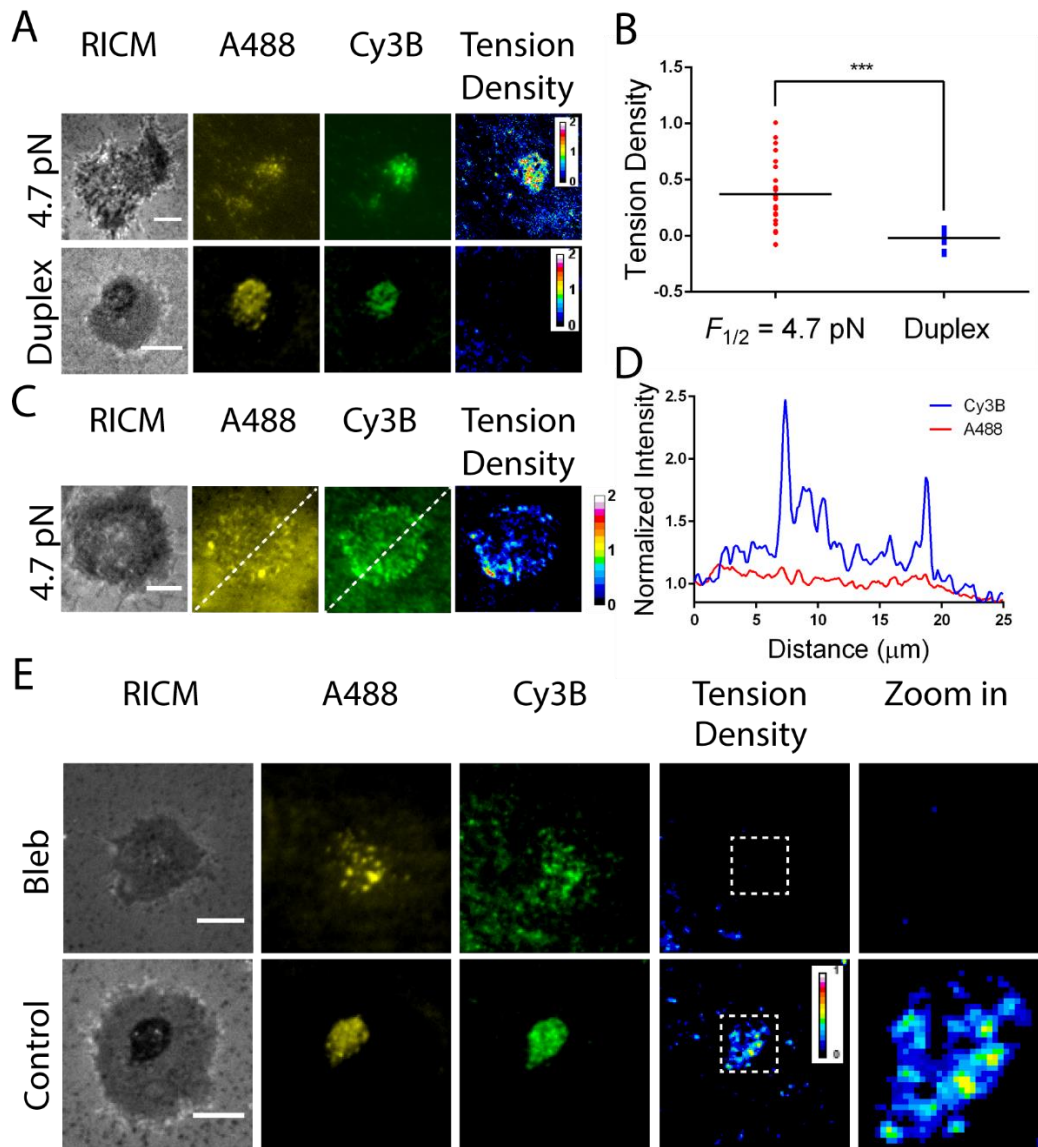 A
RICM A488 Cy3B Tension
Density
4.7 pN
2
1
0
Duplex
2
1
0
B
Tension Density
1.5
1.0
0.5
0.0
-0.5
***
F1/2 = 4.7 pN Duplex
C
RICM A488 Cy3B Tension
Density
4.7 pN
2
1
0
D
Normalized Intensity
2.5
2.0
1.5
1.0
Cy3B
A488
0 5 10 15 20 25
Distance (μm)
E
RICM A488 Cy3B Tension Zoom in
Density
Bleb
Control
1
0